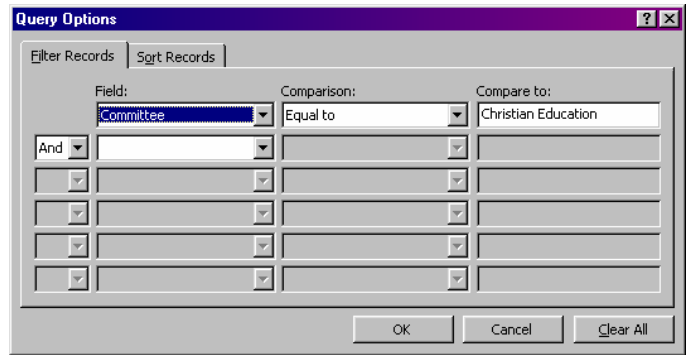 Query Options
Filter Records Sort Records
Field: Comparison: Compare to:
Committee Equal to Christian Education
And
OK Cancel Clear All